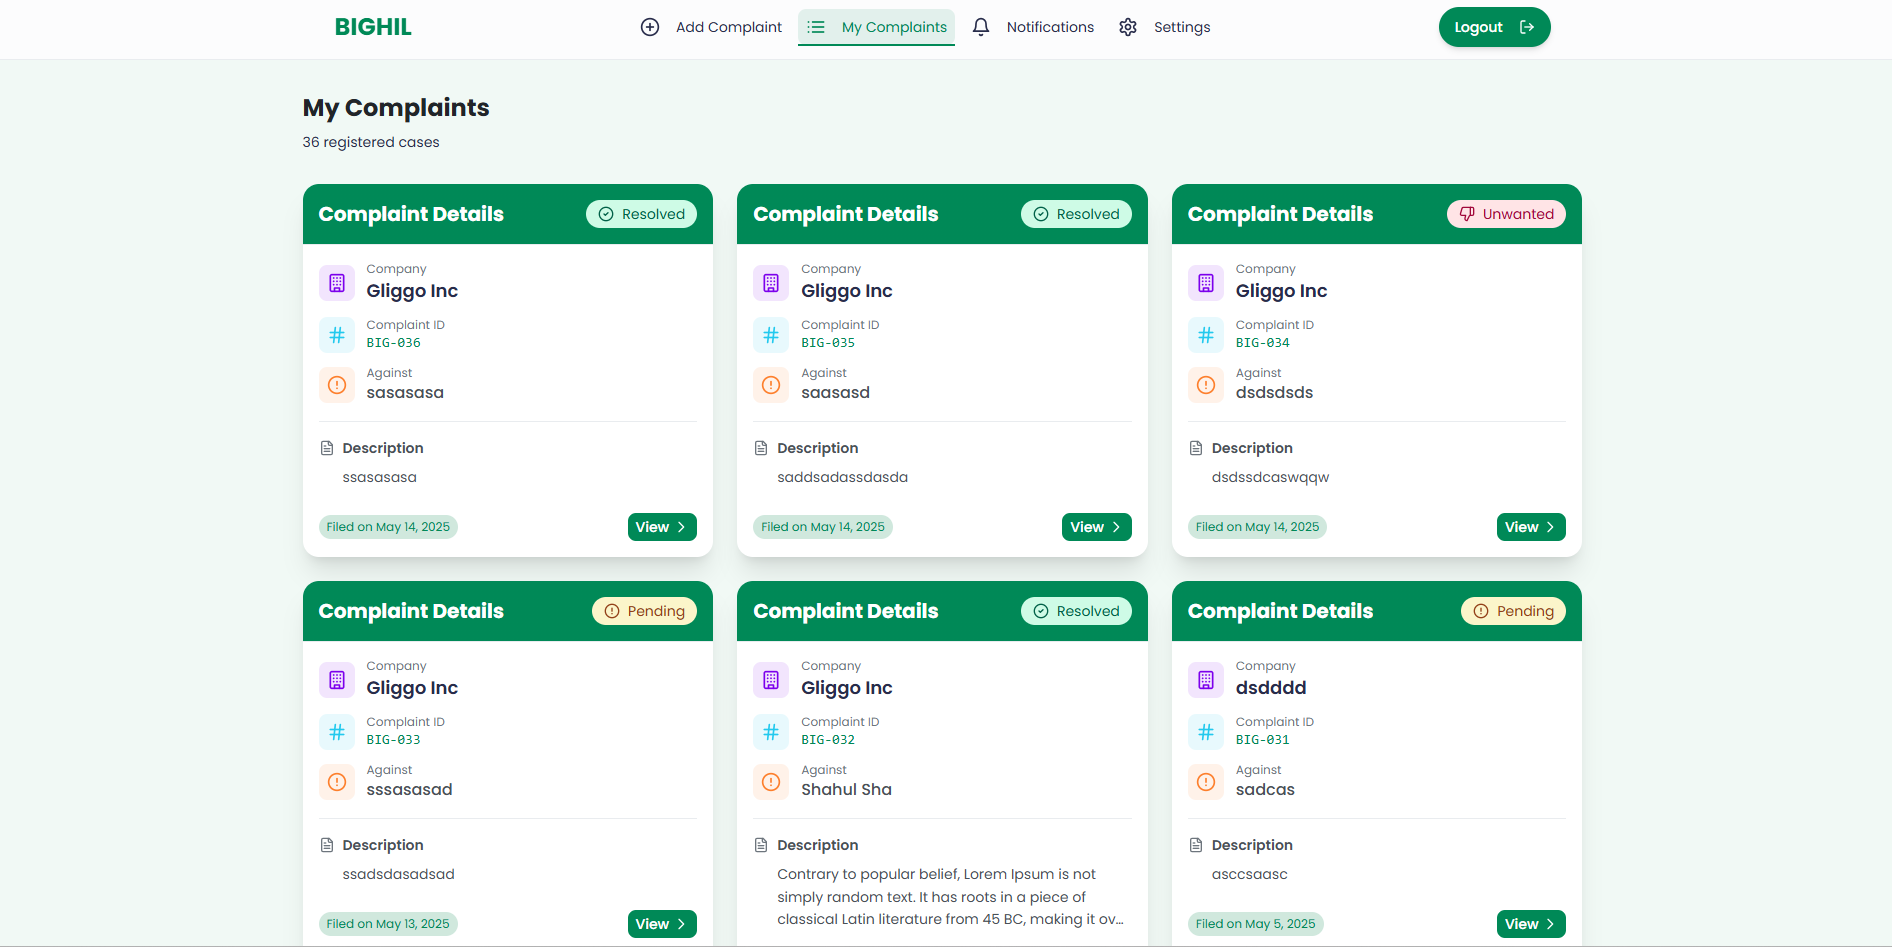 BIGHIL
Add Complaint
My Complaints
Notifications
Settings
Logout
My Complaints
36 registered cases
Complaint Details
Resolved
Company
Gliggo Inc
Complaint ID
BIG-036
Against
sasasasa
Description
ssasasasa
Filed on May 14, 2025
View
Complaint Details
Resolved
Company
Gliggo Inc
Complaint ID
BIG-035
Against
saasasd
Description
saddsadassdasda
Filed on May 14, 2025
View
Complaint Details
Unwanted
Company
Gliggo Inc
Complaint ID
BIG-034
Against
dsdsdsds
Description
dsdssdcaswqqw
Filed on May 14, 2025
View
Complaint Details
Pending
Company
Gliggo Inc
Complaint ID
BIG-033
Against
sssasasad
Description
ssadsdasadsad
Filed on May 13, 2025
View
Complaint Details
Resolved
Company
Gliggo Inc
Complaint ID
BIG-032
Against
Shahul Sha
Description
Contrary to popular belief, Lorem Ipsum is not
simply random text. It has roots in a piece of
classical Latin literature from 45 BC, making it ov...
Complaint Details
Pending
Company
dsdddd
Complaint ID
BIG-031
Against
sadcas
Description
asccsaasc
Filed on May 5, 2025
View